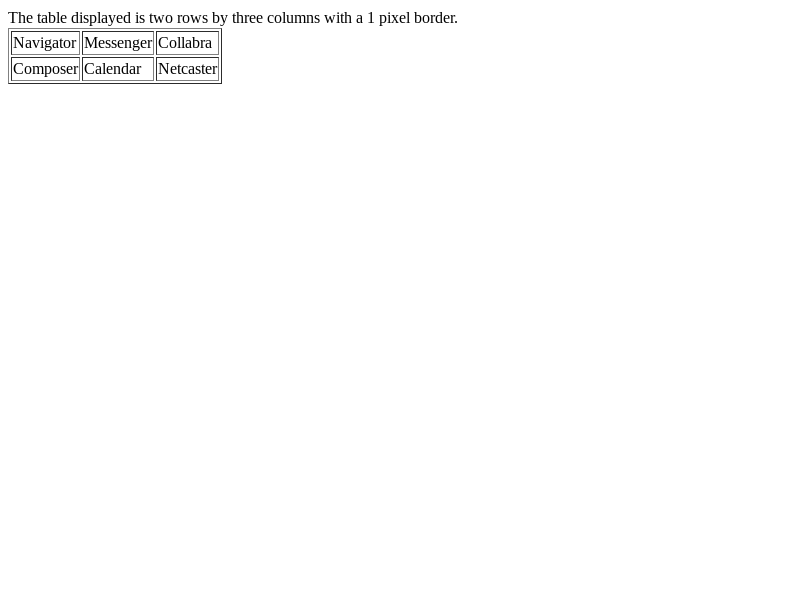 The table displayed is two rows by three columns with a 1 pixel border.
Navigator Messenger Collabra
Composer Calendar Netcaster